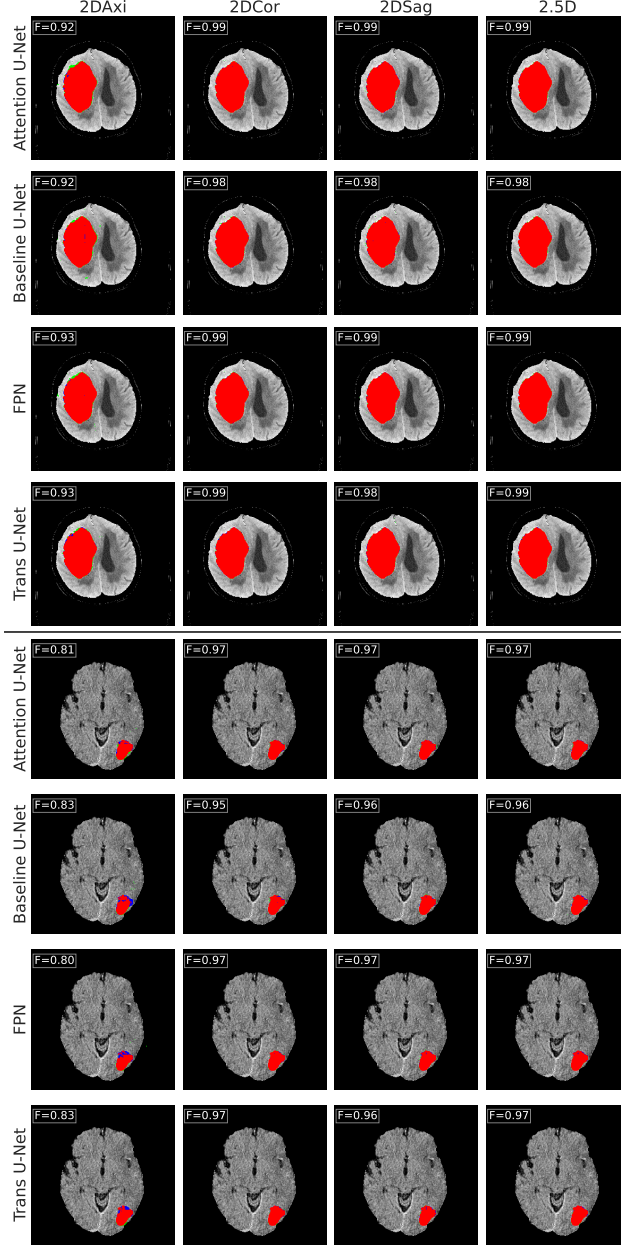 2DAxi 2DCor 2DSag 2.5D
Attention U-Net
F=0.92 F=0.99 F=0.99 F=0.99
Baseline U-Net
F=0.92 F=0.98 F=0.98 F=0.98
FPN
F=0.93 F=0.99 F=0.99 F=0.99
Trans U-Net
F=0.93 F=0.99 F=0.98 F=0.99
Attention U-Net
F=0.81 F=0.97 F=0.97 F=0.97
Baseline U-Net
F=0.83 F=0.95 F=0.96 F=0.96
FPN
F=0.80 F=0.97 F=0.97 F=0.97
Trans U-Net
F=0.83 F=0.97 F=0.96 F=0.97